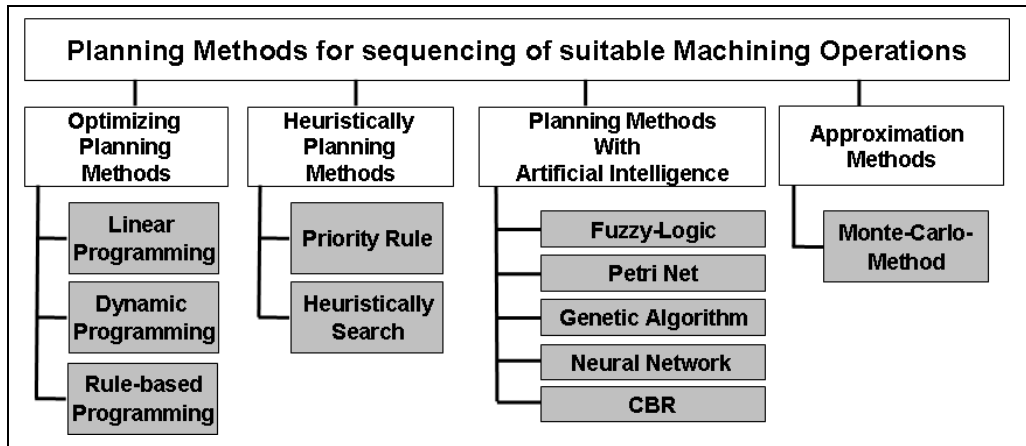 Planning Methods for sequencing of suitable Machining Operations
Optimizing
Planning
Methods
Linear
Programming
Dynamic
Programming
Rule-based
Programming
Heuristically
Planning
Methods
Priority Rule
Heuristically
Search
Planning Methods
With
Artificial Intelligence
Fuzzy-Logic
Petri Net
Genetic Algorithm
Neural Network
CBR
Approximation
Methods
Monte-Carlo-
Method